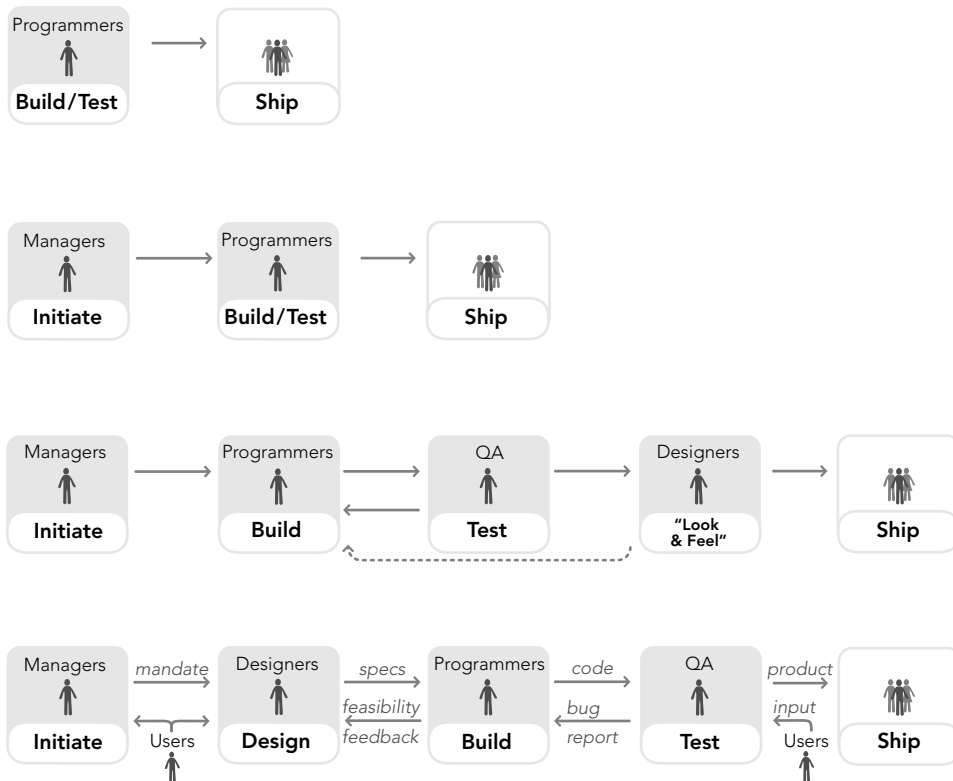 Programmers
Build/Test
Ship
Managers
Programmers
Initiate
Build/Test
Ship
Managers
Programmers
QA
Designers
Initiate
Build
Test
"Look
& Feel"
Ship
Managers
mandate
Designers
specs
Programmers
code
QA
product
feasibility
bug
input
Initiate
Users
Design
feedback
Build
report
Test
Users
Ship